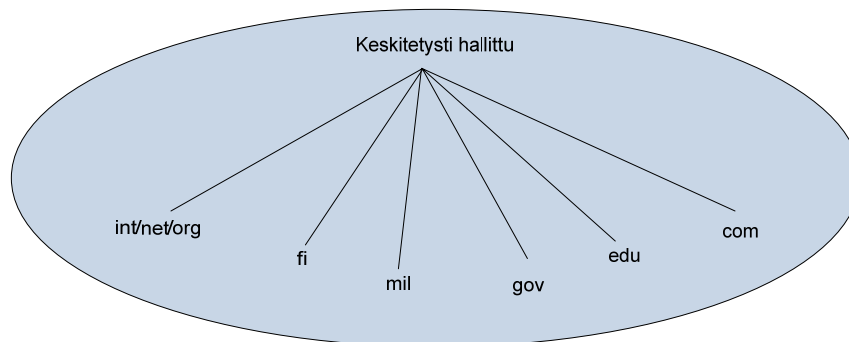 Keskitetysti hallittu
int/net/org
fi
mil
gov
edu
com